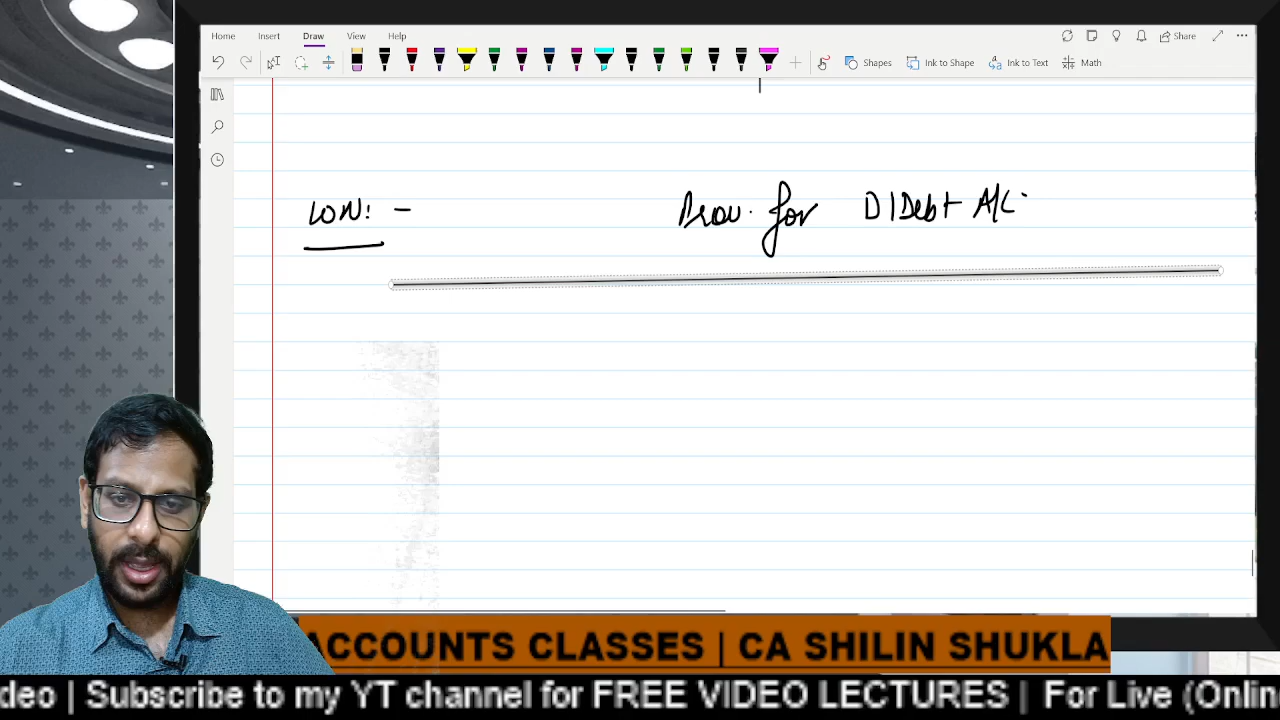 Home Insert Draw View Help
Share
Shapes Ink to Shape Ink to Text Math
W.N: - Prov. for D/Debt A/c
ACCOUNTS CLASSES | CA SHILIN SHUKLA
deo | Subscribe to my YT channel for FREE VIDEO LECTURES | For Live (Onlin